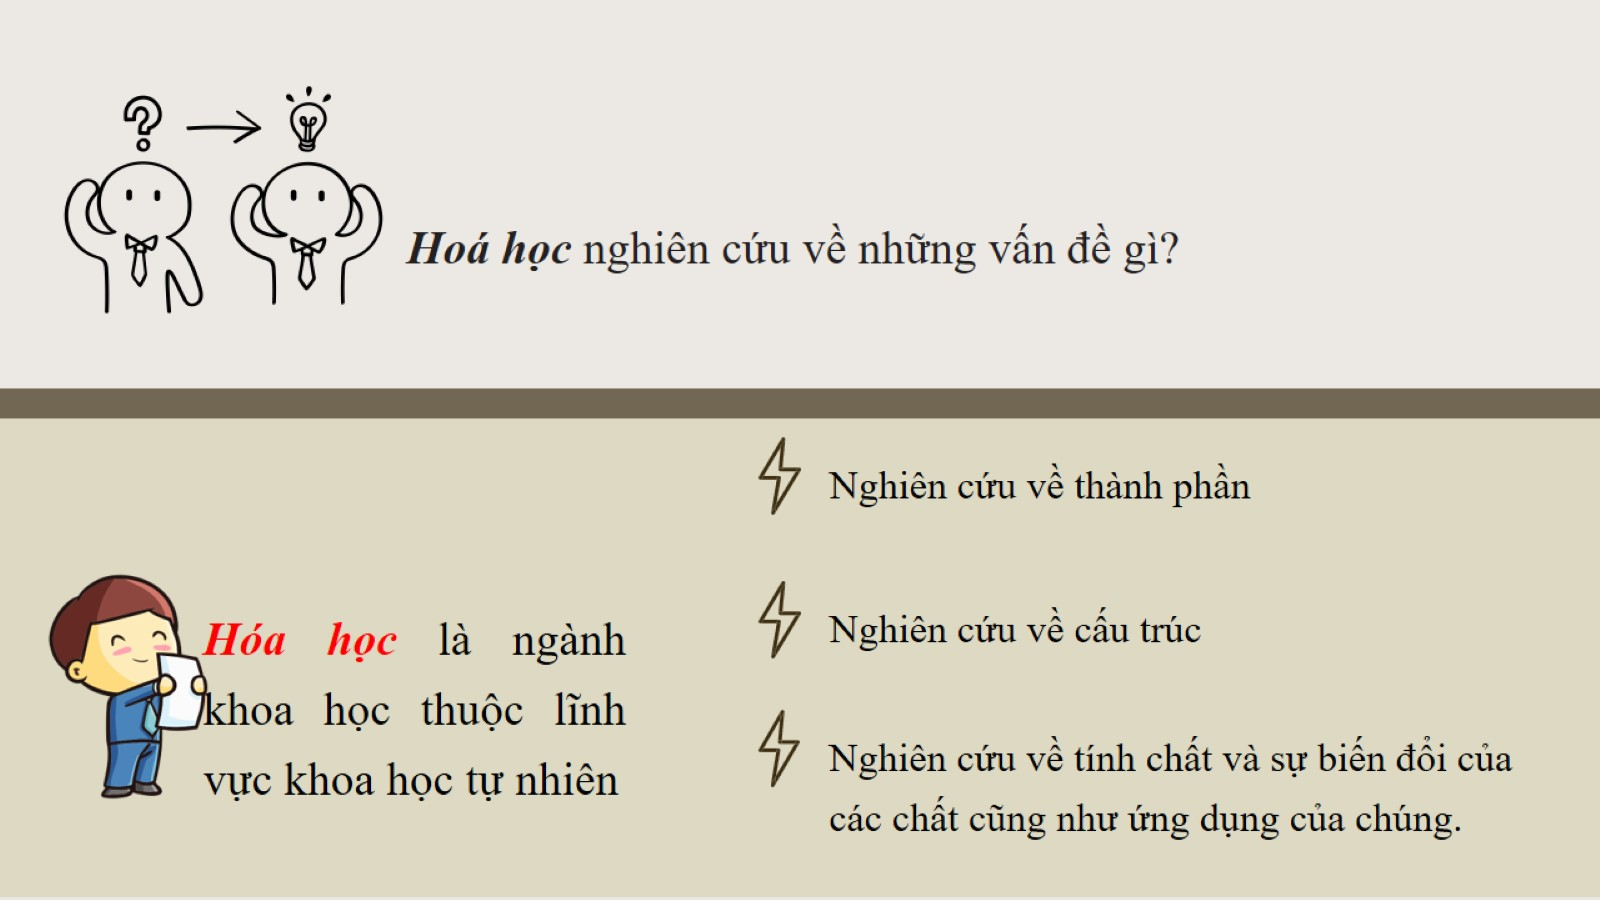 Hoá học nghiên cứu về những vấn đề gì?
Hóa học là ngành
khoa học thuộc lĩnh
vực khoa học tự nhiên
Nghiên cứu về thành phần
Nghiên cứu về cấu trúc
Nghiên cứu về tính chất và sự biến đổi của
các chất cũng như ứng dụng của chúng.